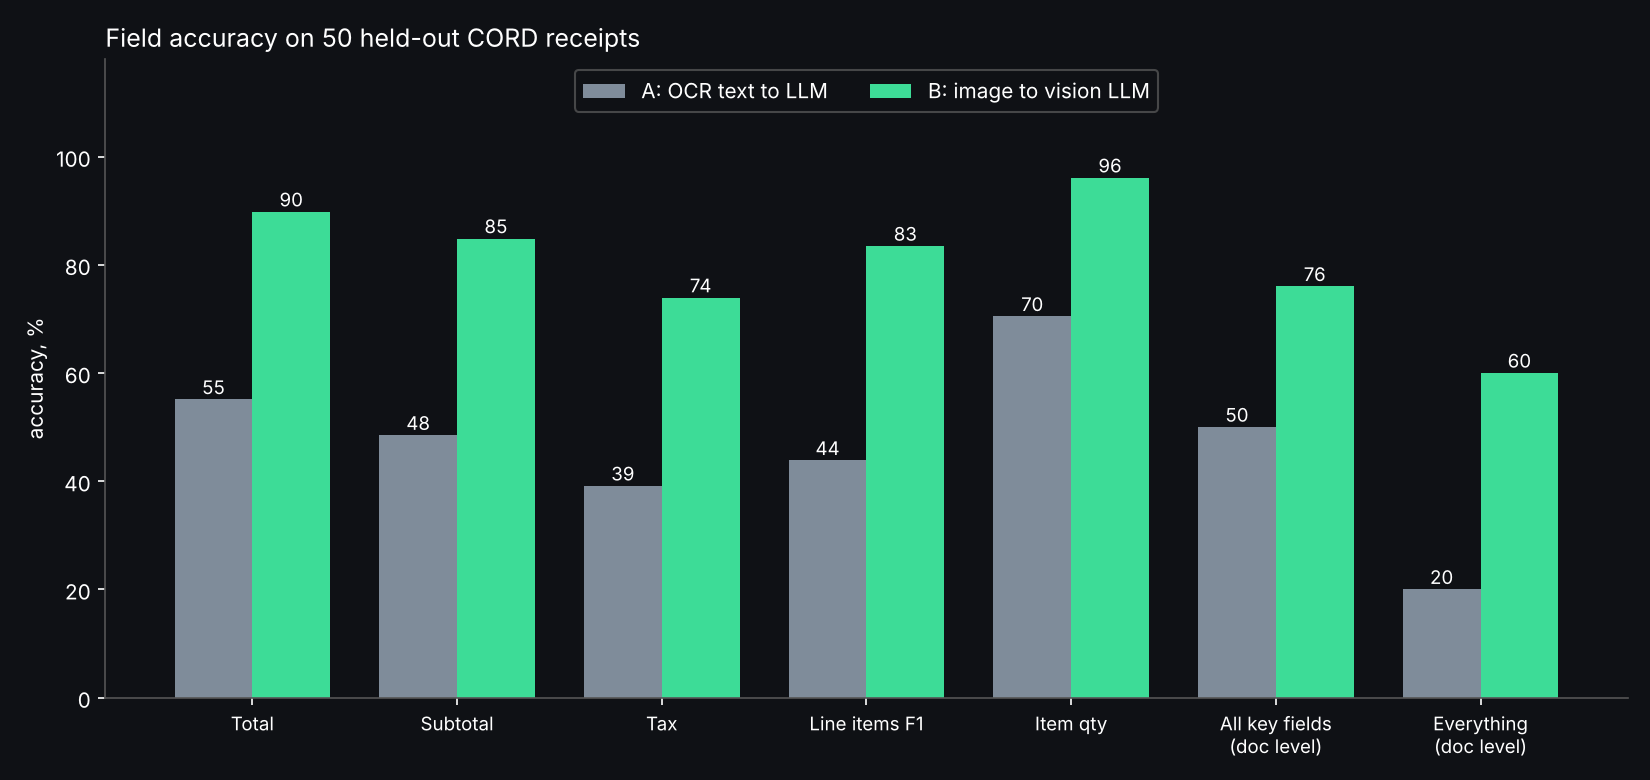 Field accuracy on 50 held-out CORD receipts
A: OCR text to LLM
B: image to vision LLM
accuracy, %
100
80
60
40
20
0
55
90
48
85
39
74
44
83
70
96
50
76
20
60
Total
Subtotal
Tax
Line items F1
Item qty
All key fields
(doc level)
Everything
(doc level)